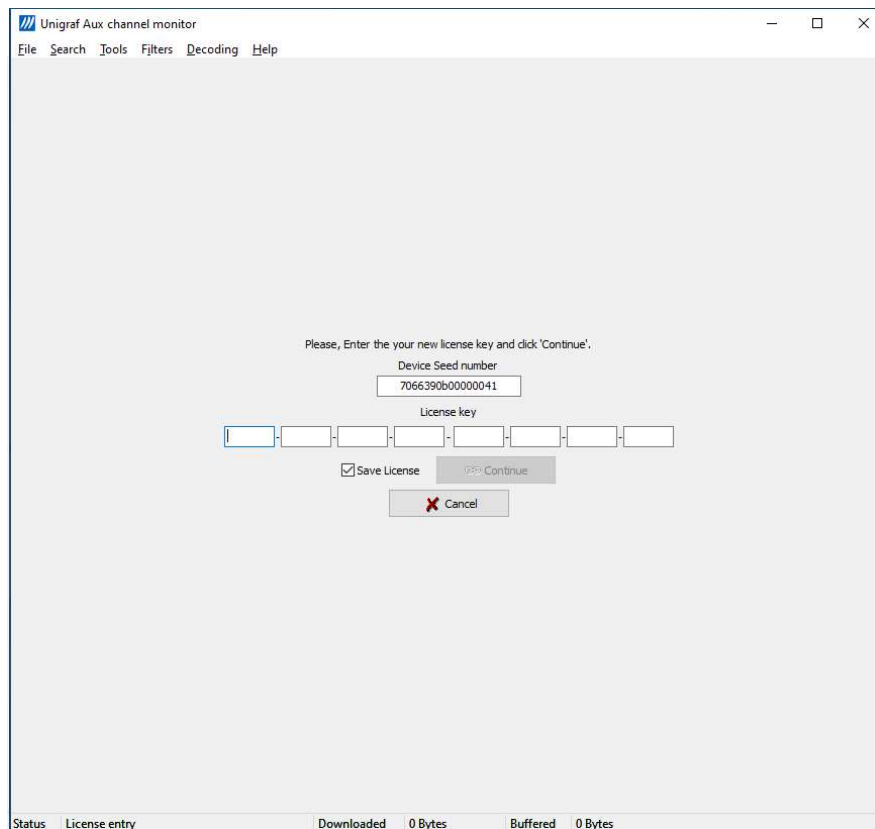 Unigraf Aux channel monitor
File Search Tools Filters Decoding Help
Please, Enter the your new license key and click 'Continue'.
Device Seed number
7066390b00000041
License key
- - - - - - -
Save License Continue
Cancel
Status License entry Downloaded 0 Bytes Buffered 0 Bytes